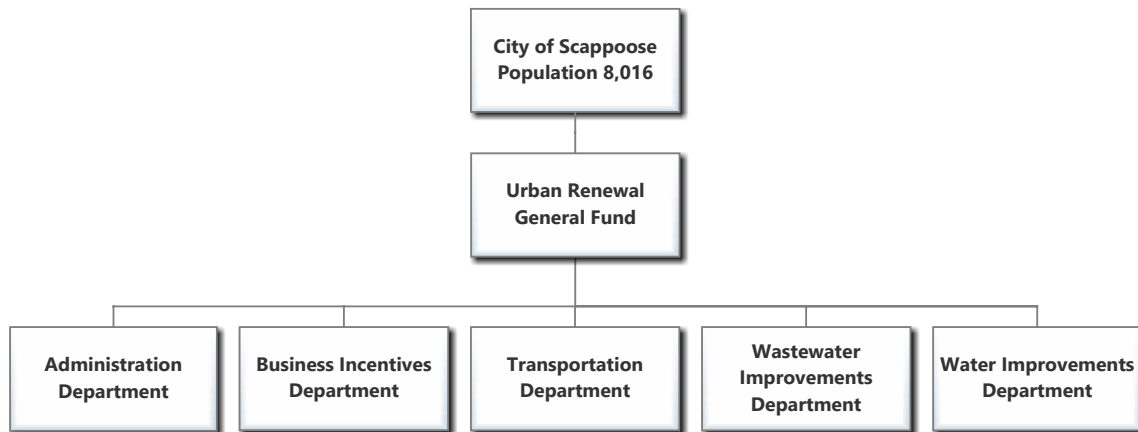 City of Scappoose
Population 8,016
Urban Renewal
General Fund
Administration
Department
Business Incentives
Department
Transportation
Department
Wastewater
Improvements
Department
Water Improvements
Department